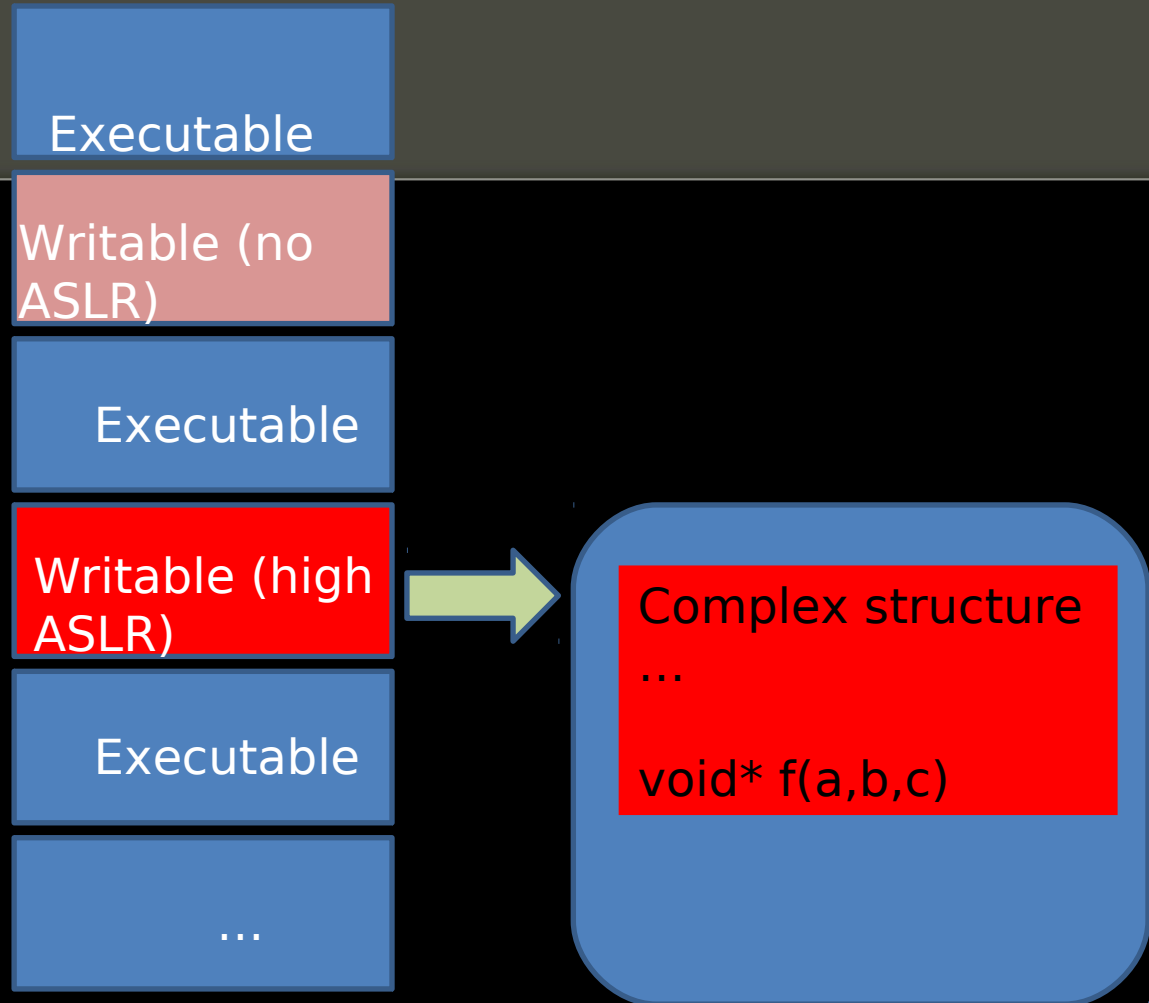 Executable
Writable (no
ASLR)
Executable
Writable (high
ASLR)
Executable
...
Complex structure
...
void* f(a,b,c)